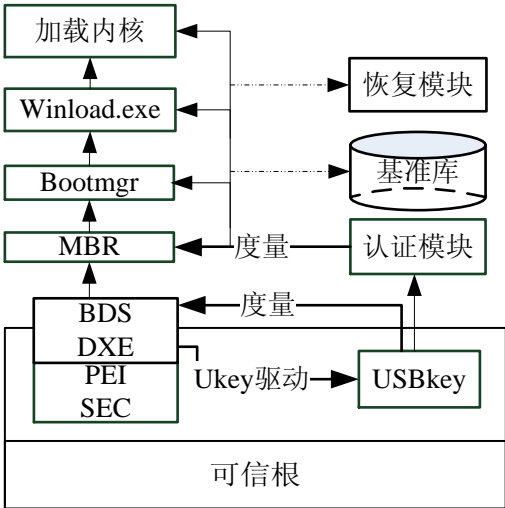 加载内核
恢复模块
Winload.exe
基准库
Bootmgr
MBR
度量
认证模块
BDS
度量
DXE
PEI
Ukey驱动
USBkey
SEC
可信根